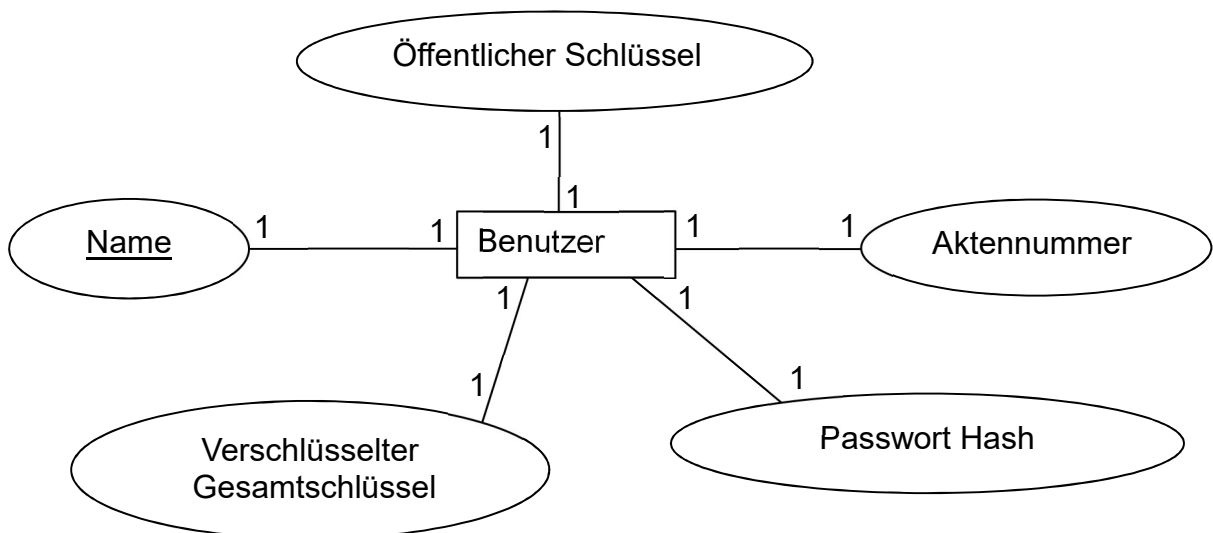 Öffentlicher Schlüssel
1
1
Name
1
1
Benutzer
1
1
Aktennummer
1
1
1
1
Verschlüsselter
Gesamtschlüssel
Passwort Hash